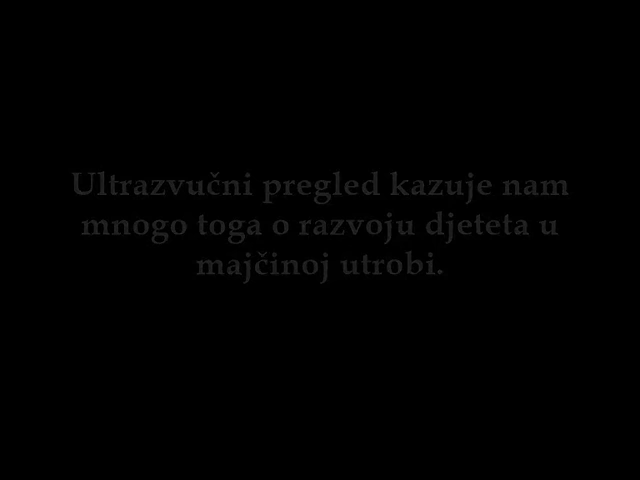 Ultrazvučni pregled kazuje nam
mnogo toga o razvoju djeteta u
majčinoj utrobi.